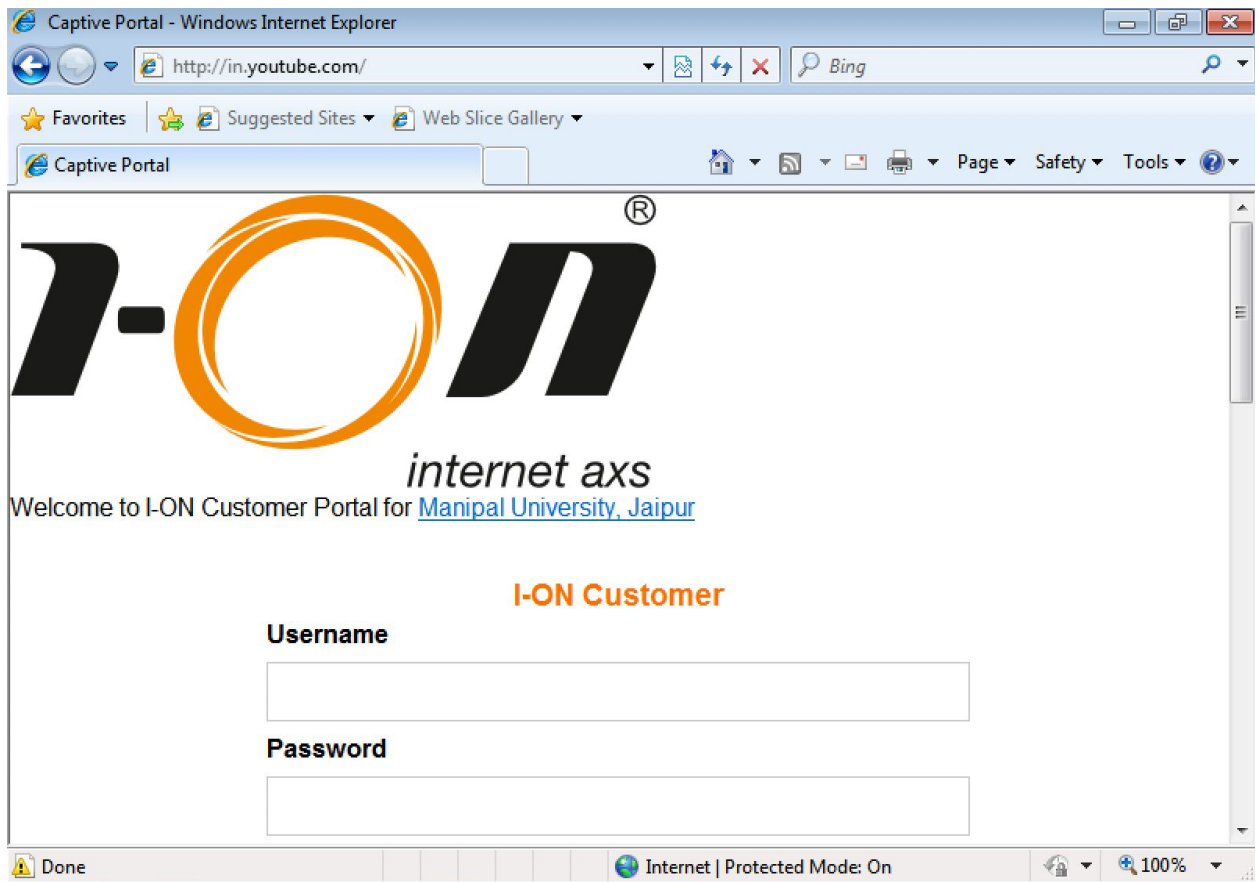 Captive Portal - Windows Internet Explorer
http://in.youtube.com/
Bing
Favorites Suggested Sites Web Slice Gallery
Captive Portal
Page Safety Tools
®
I-On
internet axs
Welcome to I-ON Customer Portal for Manipal University, Jaipur
I-ON Customer
Username
Password
Done Internet | Protected Mode: On 100%